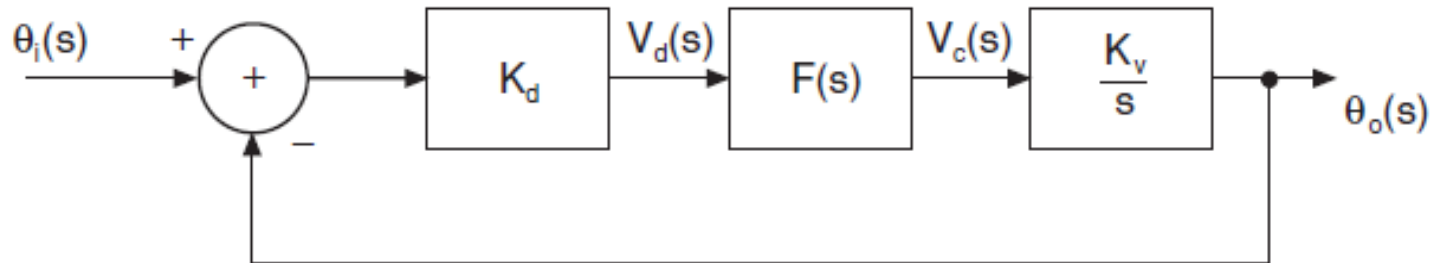 θi(s)
+
+
−
Kd
Vd(s)
F(s)
Vc(s)
Kv
s
θo(s)